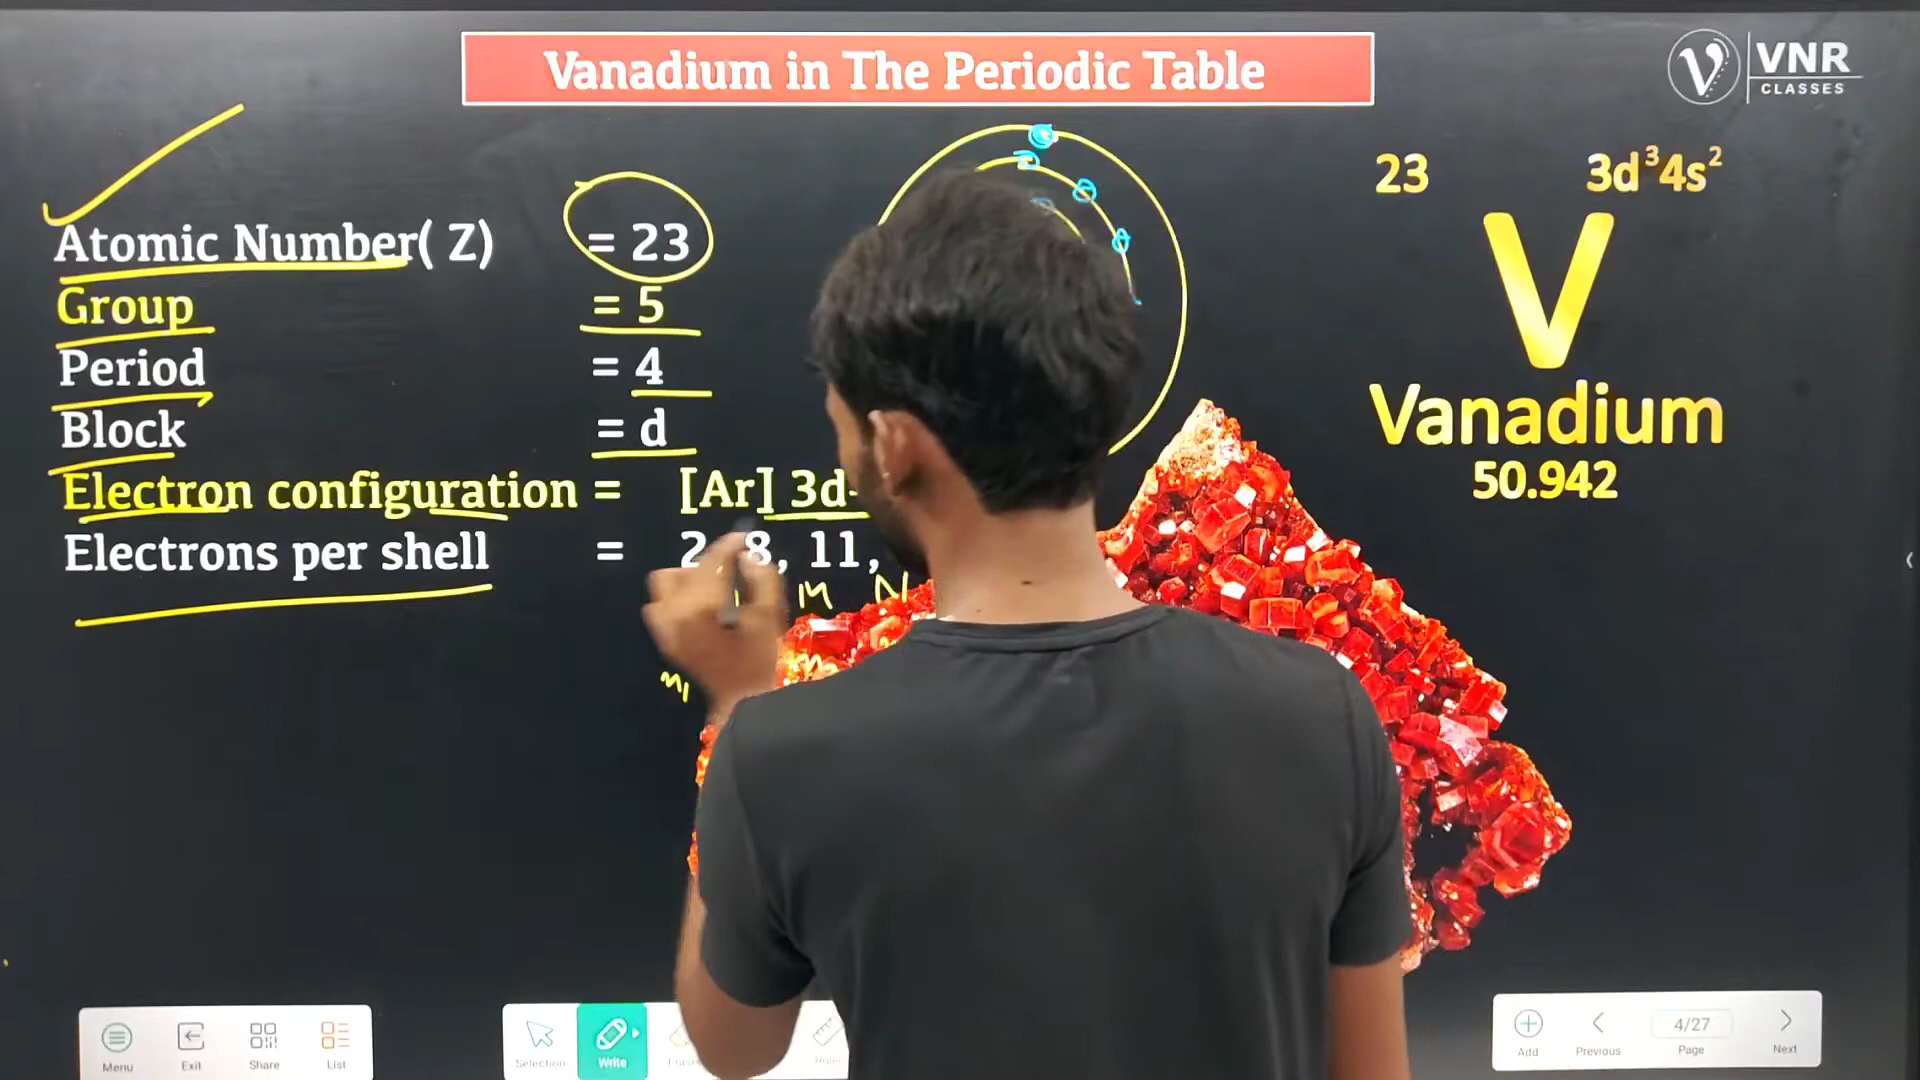 Vanadium in The Periodic Table
VNR
CLASSES
23 3d³4s²
V
Vanadium
50.942
Atomic Number( Z) = 23
Group = 5
Period = 4
Block = d
Electron configuration = [Ar] 3d
Electrons per shell = 2, 8, 11,
M N
Menu Exit Share List
Selection Write
Add Previous 4/27 Page Next